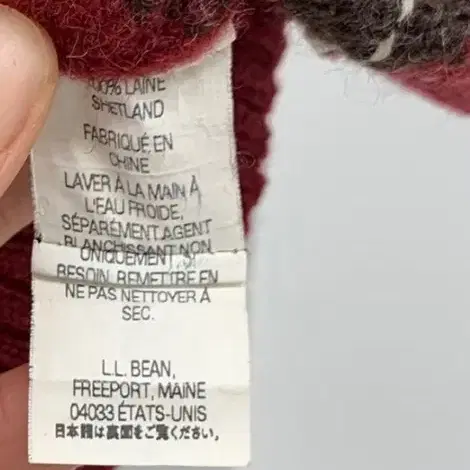 100% LAINE
SHETLAND
FABRIQUÉ EN
CHINE
LAVER À LA MAIN À
L'EAU FROIDE,
SÉPARÉMENT. AGENT
BLANCHISSANT NON
UNIQUEMENT SI
BESOIN. REMETTRE EN
NE PAS NETTOYER À
SEC.
L.L. BEAN,
FREEPORT, MAINE
04033 ÉTATS-UNIS
日本語は裏面をご覧ください。